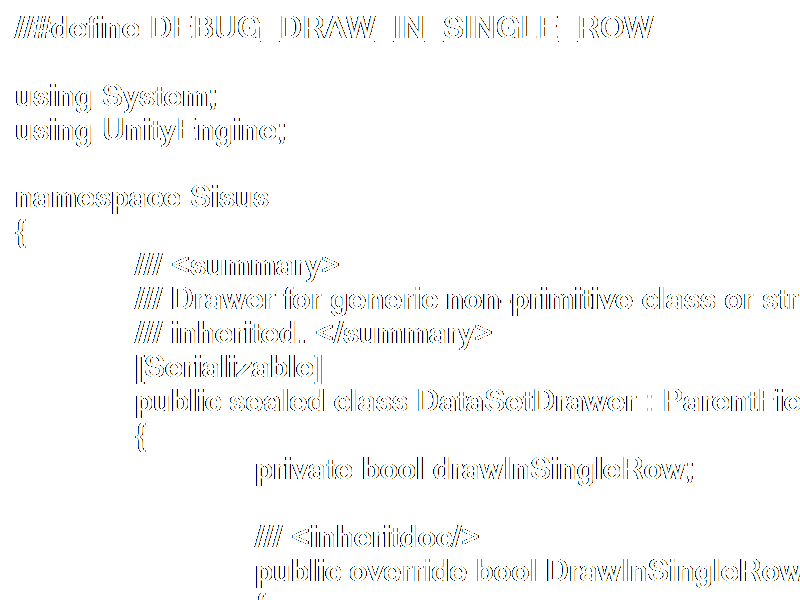 //#define DEBUG_DRAW_IN_SINGLE_ROW
using System;
using UnityEngine;
namespace Sisus
{
/// <summary>
/// Drawer for generic non-primitive class or str
/// inherited. </summary>
[Serializable]
public sealed class DataSetDrawer : ParentFie
{
private bool drawInSingleRow;
/// <inheritdoc/>
public override bool DrawInSingleRow
{